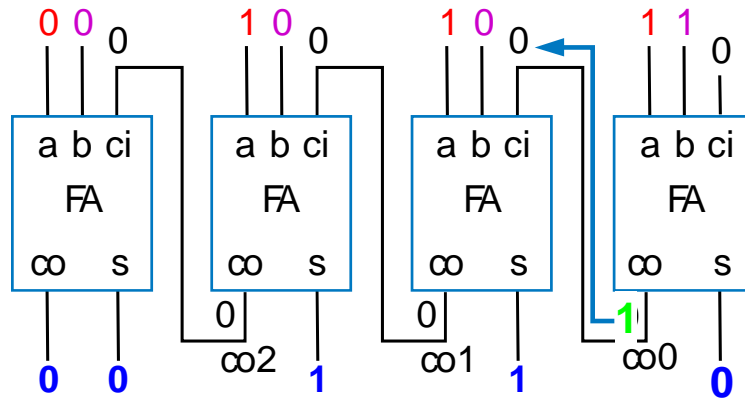 0 0 0 1 0 0 1 0 0 1 1 0
a b ci a b ci a b ci a b ci
FA FA FA FA
co s co s co s co s
0 0 1
co2 co1 co0
0 0 1 1 0